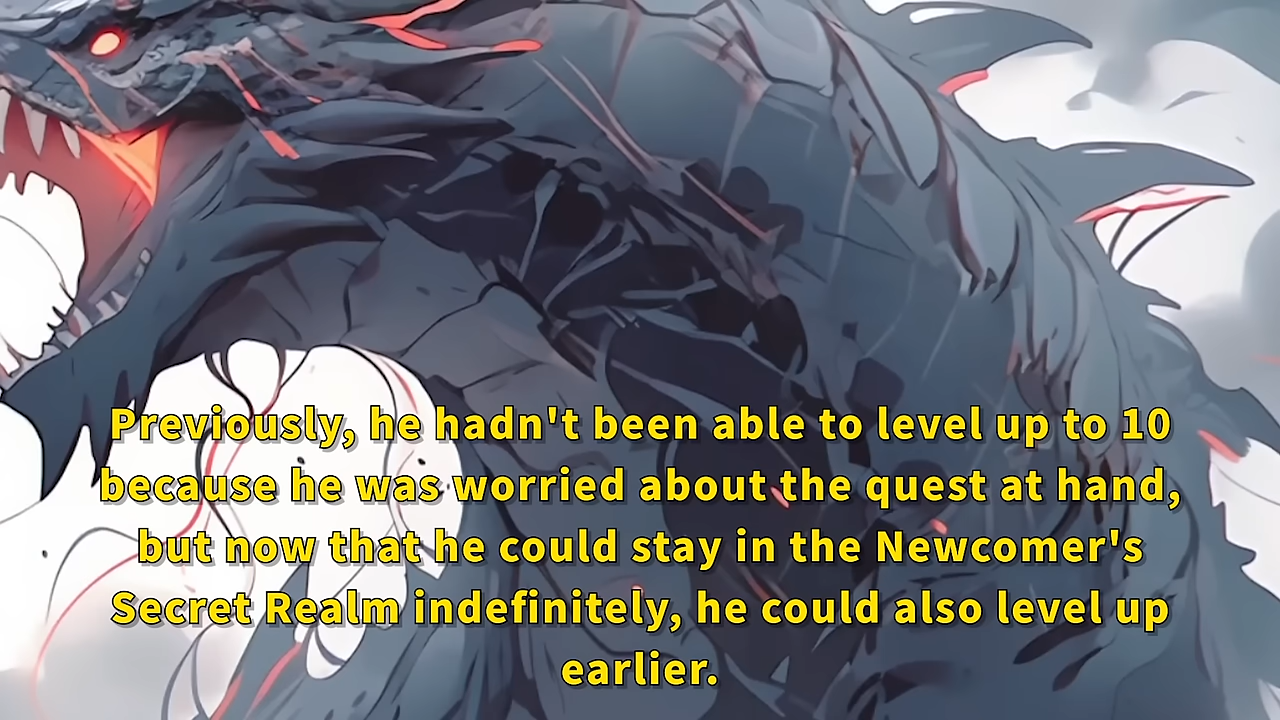 Previously, he hadn't been able to level up to 10
because he was worried about the quest at hand,
but now that he could stay in the Newcomer's
Secret Realm indefinitely, he could also level up
earlier.